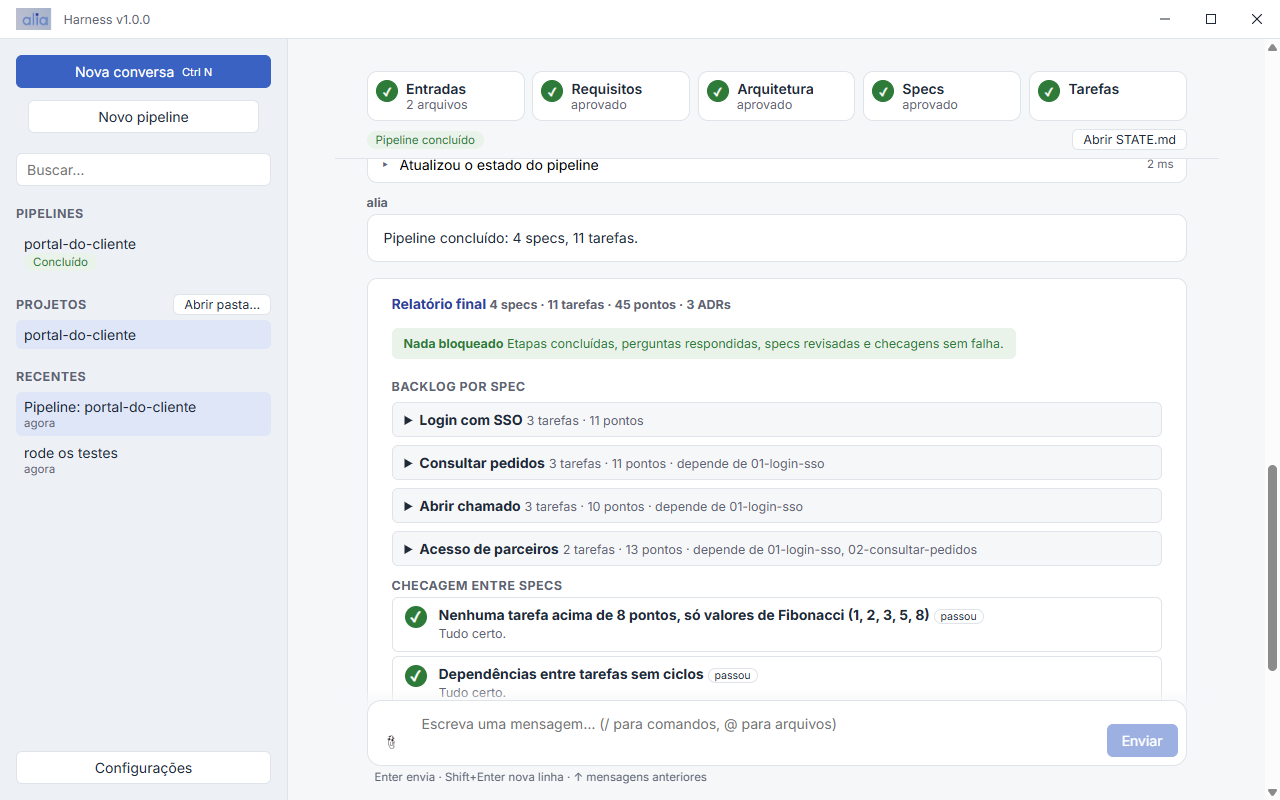 alia Harness v1.0.0
Nova conversa Ctrl N
Novo pipeline
Buscar...
PIPELINES
portal-do-cliente
Concluído
PROJETOS Abrir pasta...
portal-do-cliente
RECENTES
Pipeline: portal-do-cliente
agora
rode os testes
agora
Configurações
Entradas
2 arquivos
Requisitos
aprovado
Arquitetura
aprovado
Specs
aprovado
Tarefas
Pipeline concluído Abrir STATE.md
Atualizou o estado do pipeline 2 ms
alia
Pipeline concluído: 4 specs, 11 tarefas.
Relatório final 4 specs · 11 tarefas · 45 pontos · 3 ADRs
Nada bloqueado Etapas concluídas, perguntas respondidas, specs revisadas e checagens sem falha.
BACKLOG POR SPEC
Login com SSO 3 tarefas · 11 pontos
Consultar pedidos 3 tarefas · 11 pontos · depende de 01-login-sso
Abrir chamado 3 tarefas · 10 pontos · depende de 01-login-sso
Acesso de parceiros 2 tarefas · 13 pontos · depende de 01-login-sso, 02-consultar-pedidos
CHECAGEM ENTRE SPECS
Nenhuma tarefa acima de 8 pontos, só valores de Fibonacci (1, 2, 3, 5, 8) passou
Tudo certo.
Dependências entre tarefas sem ciclos passou
Tudo certo.
Escreva uma mensagem... (/ para comandos, @ para arquivos)
Enviar
Enter envia · Shift+Enter nova linha · ↑ mensagens anteriores